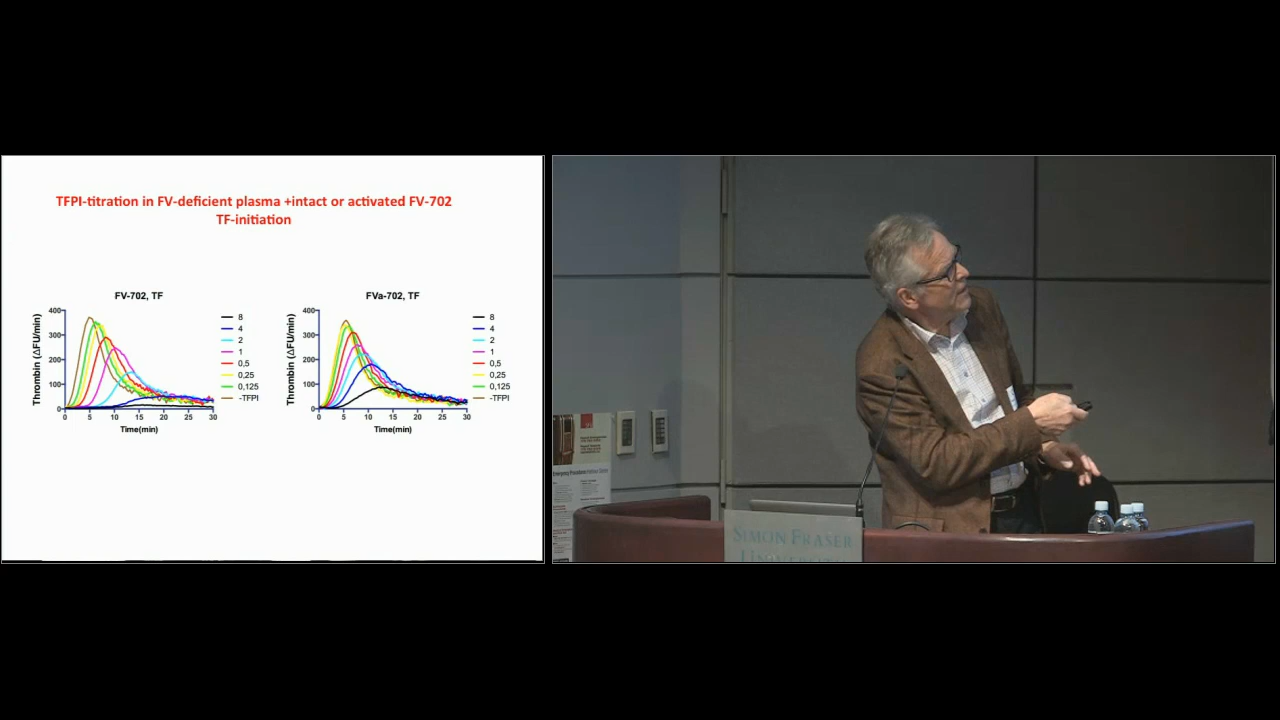 TFPI-titration in FV-deficient plasma +intact or activated FV-702
TF-initiation
FV-702, TF
Thrombin (ΔFU/min)
400
300
200
100
0
0 5 10 15 20 25 30
Time(min)
8
4
2
1
0,5
0,25
0,125
-TFPI
FVa-702, TF
Thrombin (ΔFU/min)
400
300
200
100
0
0 5 10 15 20 25 30
Time(min)
8
4
2
1
0,5
0,25
0,125
-TFPI
SIMON FRASER
Emergency Procedures